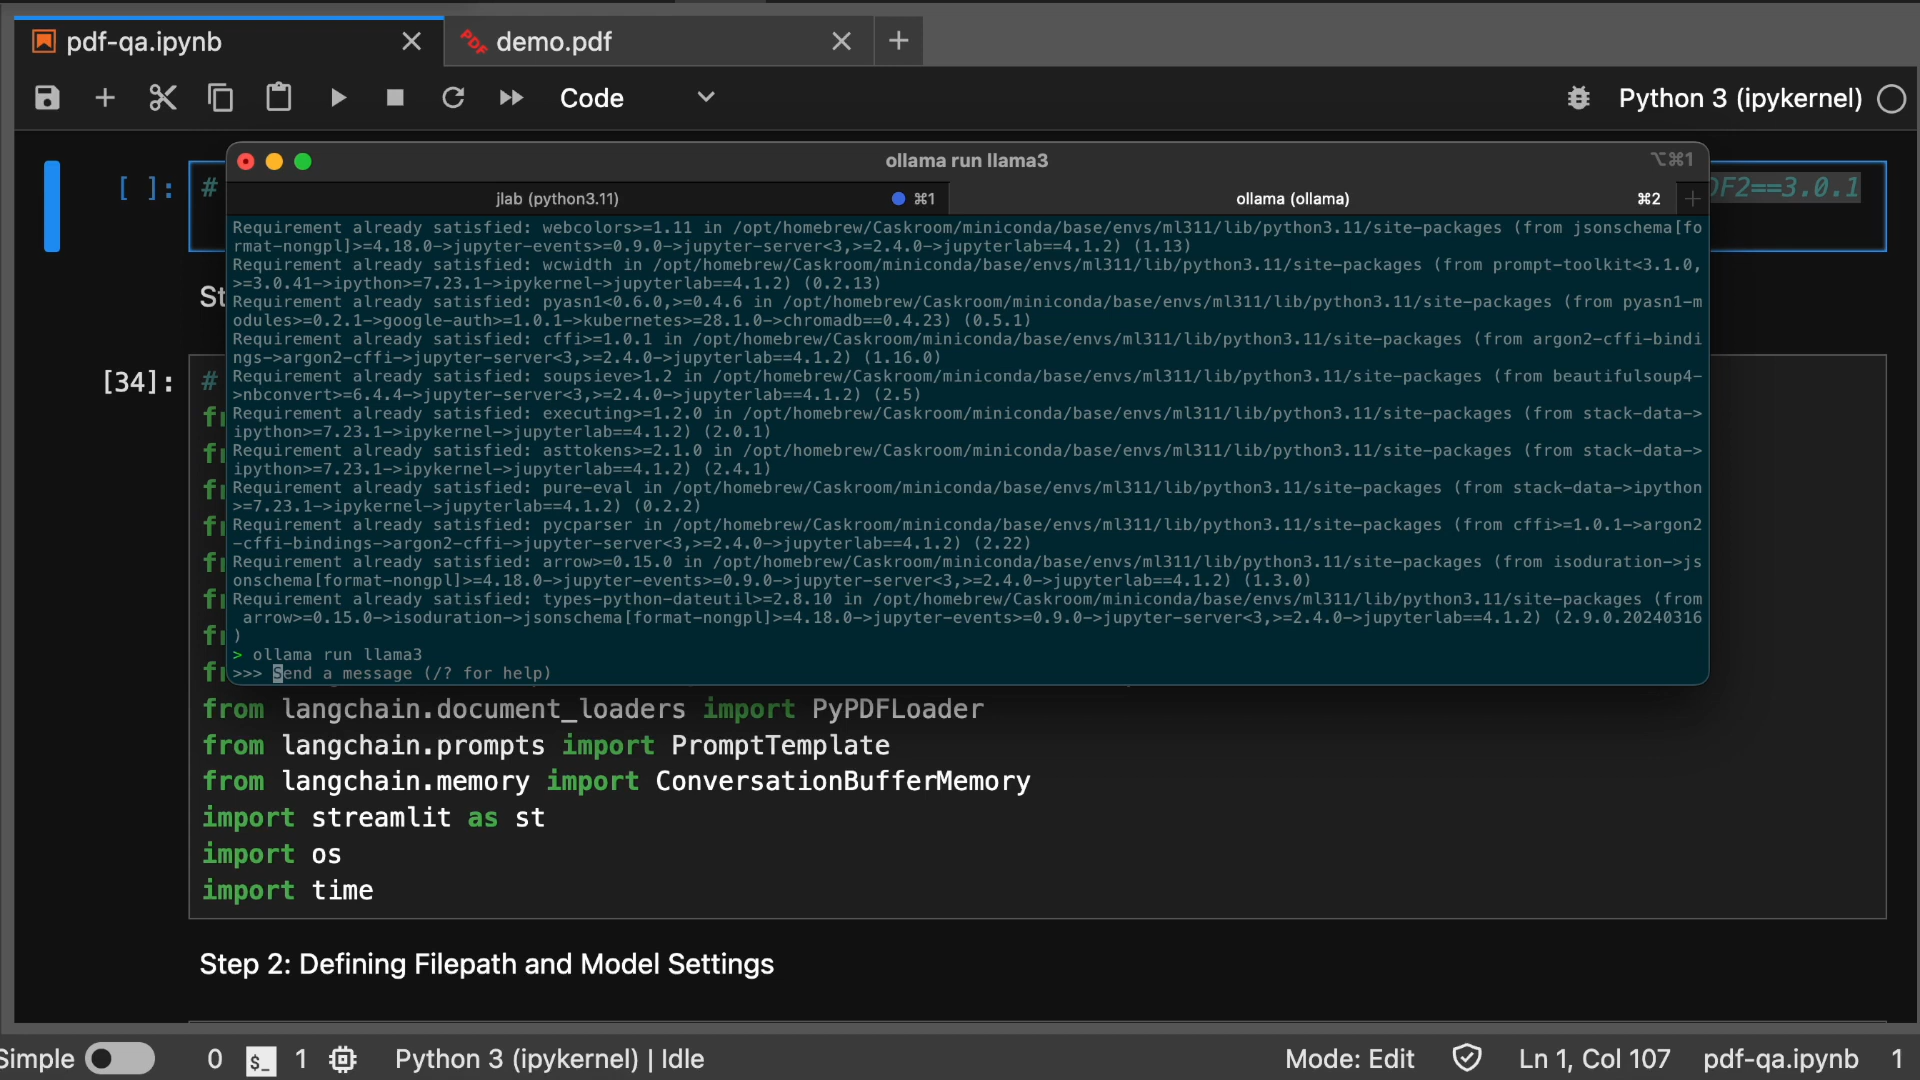 pdf-qa.ipynb
demo.pdf
Code
Python 3 (ipykernel)
ollama run llama3
⌥⌘1
jlab (python3.11)
⌘1
ollama (ollama)
⌘2
[ ]:
#
DF2==3.0.1
Requirement already satisfied: webcolors>=1.11 in /opt/homebrew/Caskroom/miniconda/base/envs/ml311/lib/python3.11/site-packages (from jsonschema[fo
rmat-nongpl]>=4.18.0->jupyter-events>=0.9.0->jupyter-server<3,>=2.4.0->jupyterlab==4.1.2) (1.13)
Requirement already satisfied: wcwidth in /opt/homebrew/Caskroom/miniconda/base/envs/ml311/lib/python3.11/site-packages (from prompt-toolkit<3.1.0,
>=3.0.41->ipython>=7.23.1->ipykernel->jupyterlab==4.1.2) (0.2.13)
Requirement already satisfied: pyasn1<0.6.0,>=0.4.6 in /opt/homebrew/Caskroom/miniconda/base/envs/ml311/lib/python3.11/site-packages (from pyasn1-m
odules>=0.2.1->google-auth>=1.0.1->kubernetes>=28.1.0->chromadb==0.4.23) (0.5.1)
Requirement already satisfied: cffi>=1.0.1 in /opt/homebrew/Caskroom/miniconda/base/envs/ml311/lib/python3.11/site-packages (from argon2-cffi-bindi
ngs->argon2-cffi->jupyter-server<3,>=2.4.0->jupyterlab==4.1.2) (1.16.0)
Requirement already satisfied: soupsieve>1.2 in /opt/homebrew/Caskroom/miniconda/base/envs/ml311/lib/python3.11/site-packages (from beautifulsoup4-
>nbconvert>=6.4.4->jupyter-server<3,>=2.4.0->jupyterlab==4.1.2) (2.5)
Requirement already satisfied: executing>=1.2.0 in /opt/homebrew/Caskroom/miniconda/base/envs/ml311/lib/python3.11/site-packages (from stack-data->
ipython>=7.23.1->ipykernel->jupyterlab==4.1.2) (2.0.1)
Requirement already satisfied: asttokens>=2.1.0 in /opt/homebrew/Caskroom/miniconda/base/envs/ml311/lib/python3.11/site-packages (from stack-data->
ipython>=7.23.1->ipykernel->jupyterlab==4.1.2) (2.4.1)
Requirement already satisfied: pure-eval in /opt/homebrew/Caskroom/miniconda/base/envs/ml311/lib/python3.11/site-packages (from stack-data->ipython
>=7.23.1->ipykernel->jupyterlab==4.1.2) (0.2.2)
Requirement already satisfied: pycparser in /opt/homebrew/Caskroom/miniconda/base/envs/ml311/lib/python3.11/site-packages (from cffi>=1.0.1->argon2
-cffi-bindings->argon2-cffi->jupyter-server<3,>=2.4.0->jupyterlab==4.1.2) (2.22)
Requirement already satisfied: arrow>=0.15.0 in /opt/homebrew/Caskroom/miniconda/base/envs/ml311/lib/python3.11/site-packages (from isoduration->js
onschema[format-nongpl]>=4.18.0->jupyter-events>=0.9.0->jupyter-server<3,>=2.4.0->jupyterlab==4.1.2) (1.3.0)
Requirement already satisfied: types-python-dateutil>=2.8.10 in /opt/homebrew/Caskroom/miniconda/base/envs/ml311/lib/python3.11/site-packages (from
arrow>=0.15.0->isoduration->jsonschema[format-nongpl]>=4.18.0->jupyter-events>=0.9.0->jupyter-server<3,>=2.4.0->jupyterlab==4.1.2) (2.9.0.20240316
)
> ollama run llama3
>>> Send a message (/? for help)
St
[34]:
#
from langchain.document_loaders import PyPDFLoader
from langchain.prompts import PromptTemplate
from langchain.memory import ConversationBufferMemory
import streamlit as st
import os
import time
Step 2: Defining Filepath and Model Settings
Simple
0
$_
1
Python 3 (ipykernel) | Idle
Mode: Edit
Ln 1, Col 107
pdf-qa.ipynb
1